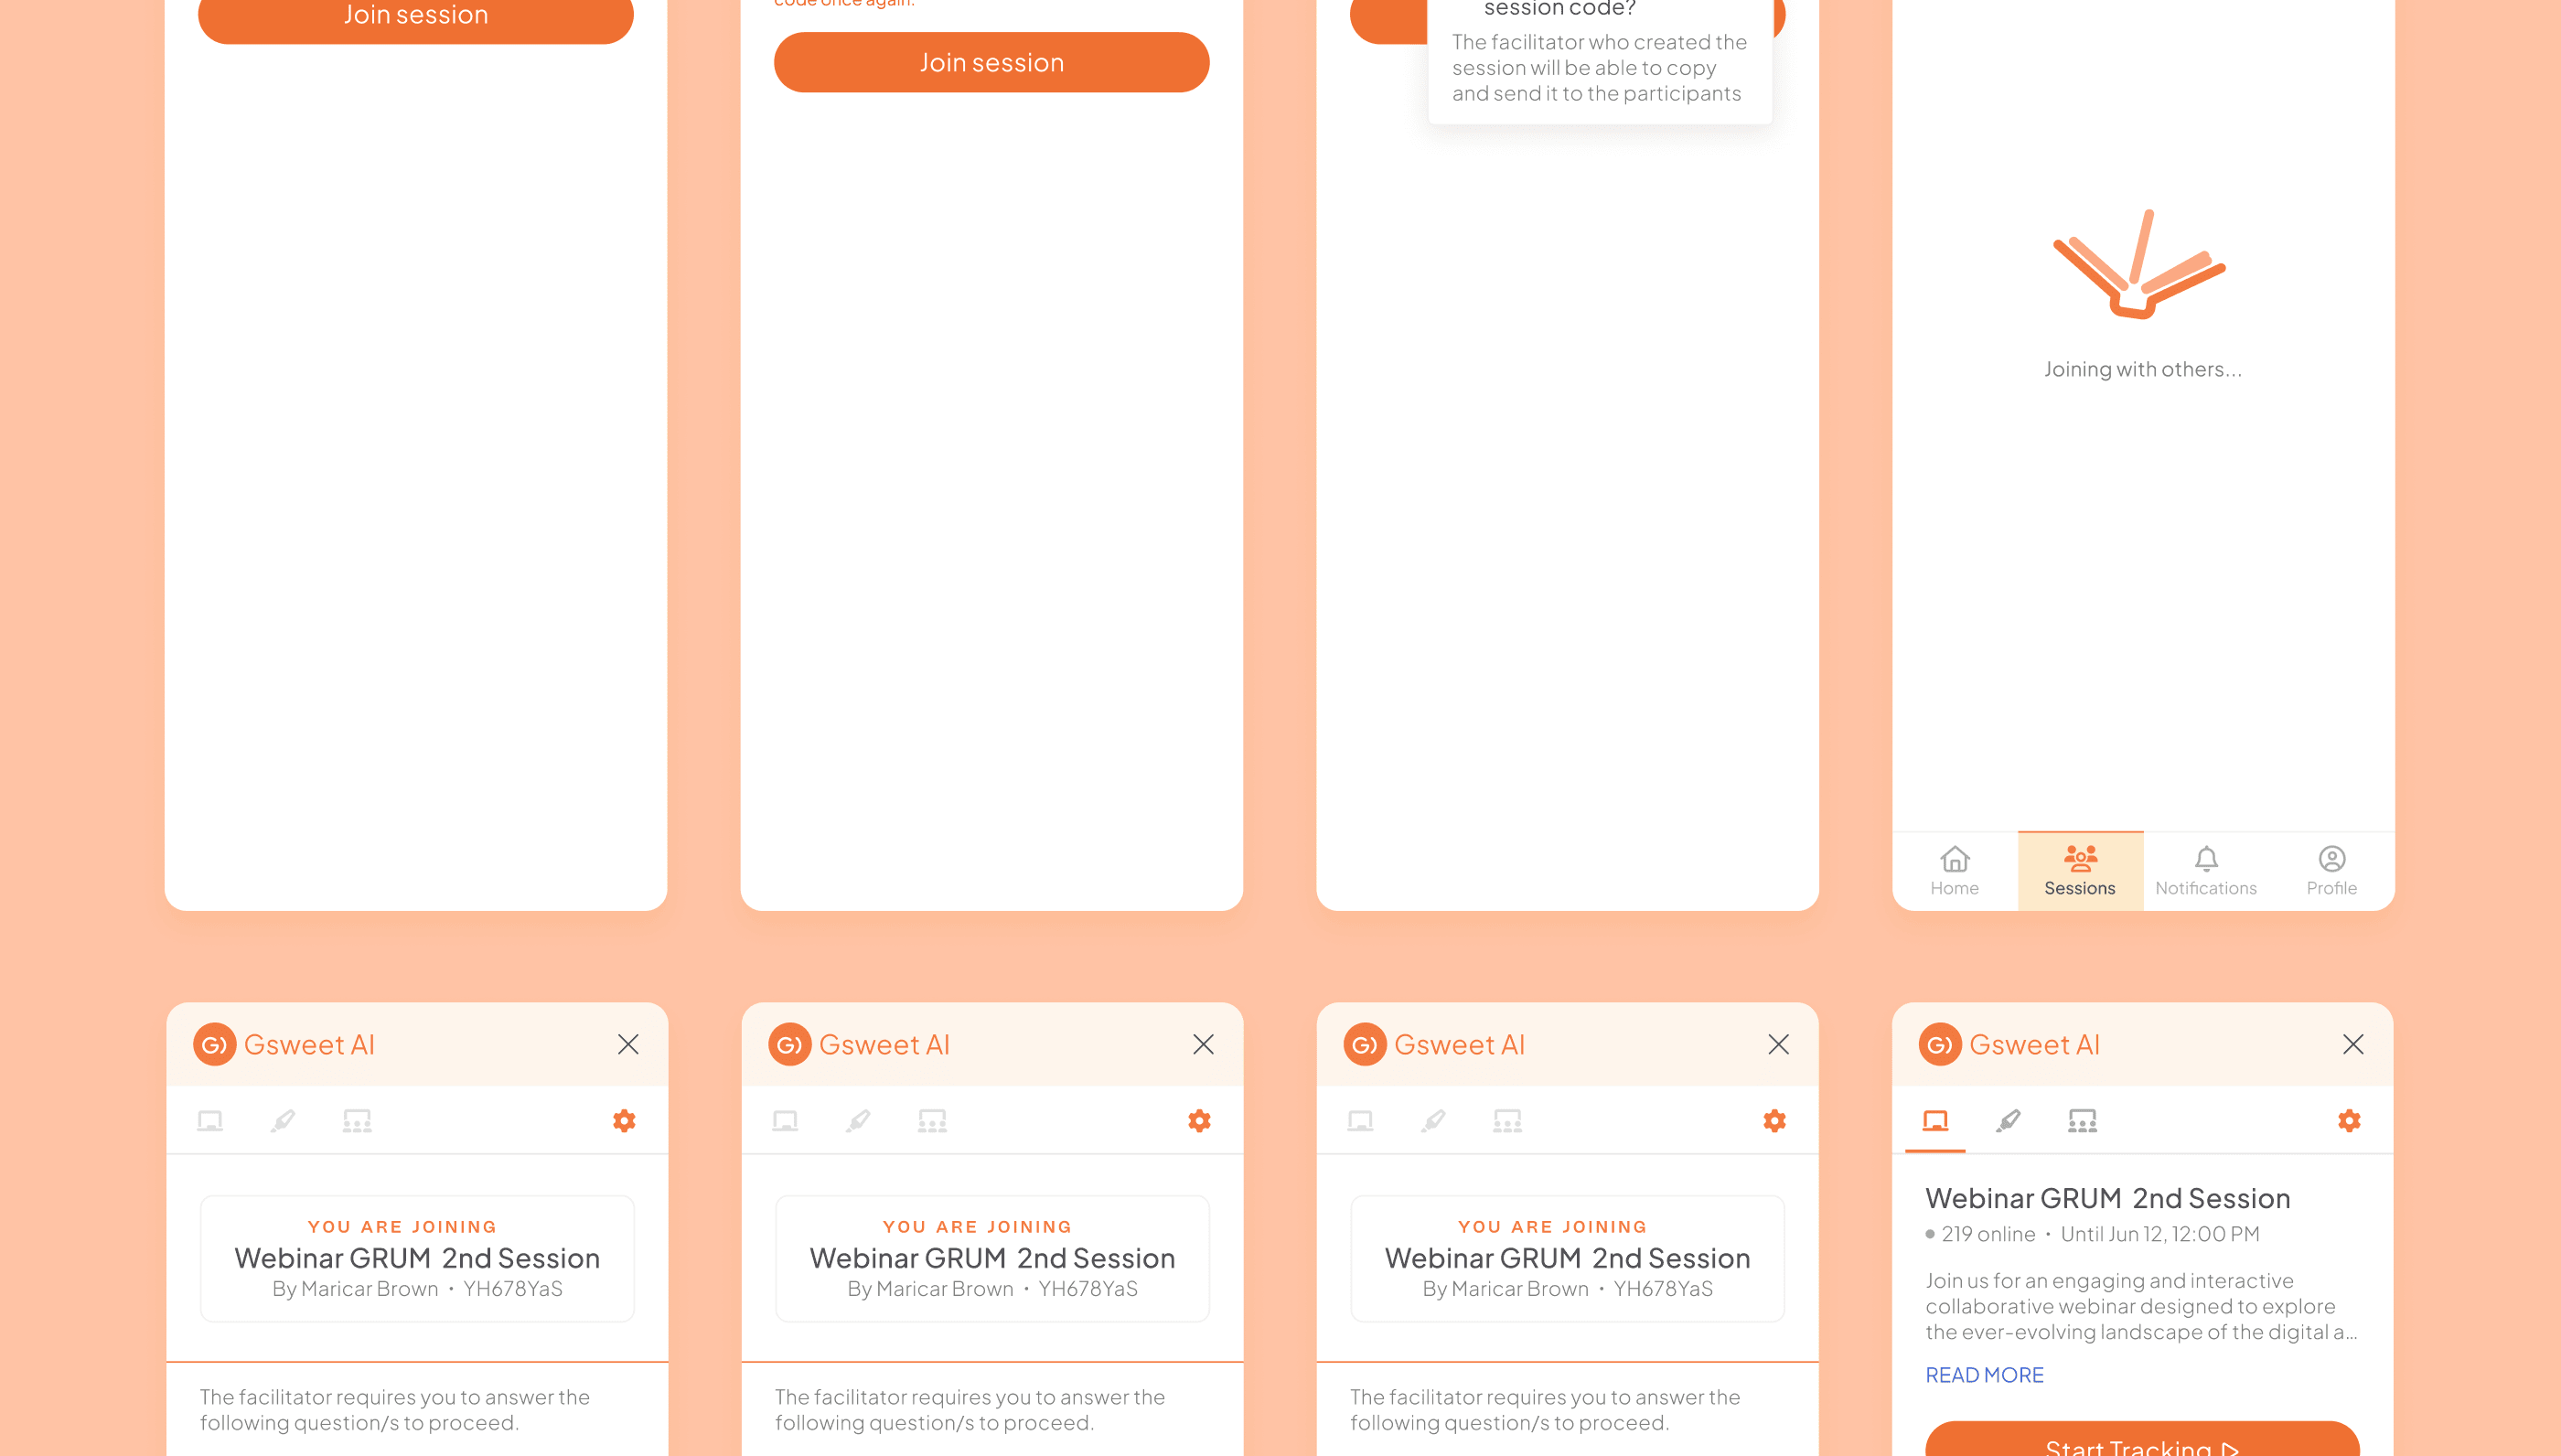 Join session
code once again.
Join session
session code?
The facilitator who created the
session will be able to copy
and send it to the participants
Joining with others...
Home
Sessions
Notifications
Profile
G) Gsweet AI
YOU ARE JOINING
Webinar GRUM 2nd Session
By Maricar Brown • YH678YaS
The facilitator requires you to answer the
following question/s to proceed.
G) Gsweet AI
YOU ARE JOINING
Webinar GRUM 2nd Session
By Maricar Brown • YH678YaS
The facilitator requires you to answer the
following question/s to proceed.
G) Gsweet AI
YOU ARE JOINING
Webinar GRUM 2nd Session
By Maricar Brown • YH678YaS
The facilitator requires you to answer the
following question/s to proceed.
G) Gsweet AI
Webinar GRUM 2nd Session
219 online • Until Jun 12, 12:00 PM
Join us for an engaging and interactive
collaborative webinar designed to explore
the ever-evolving landscape of the digital a...
READ MORE
Start Tracking